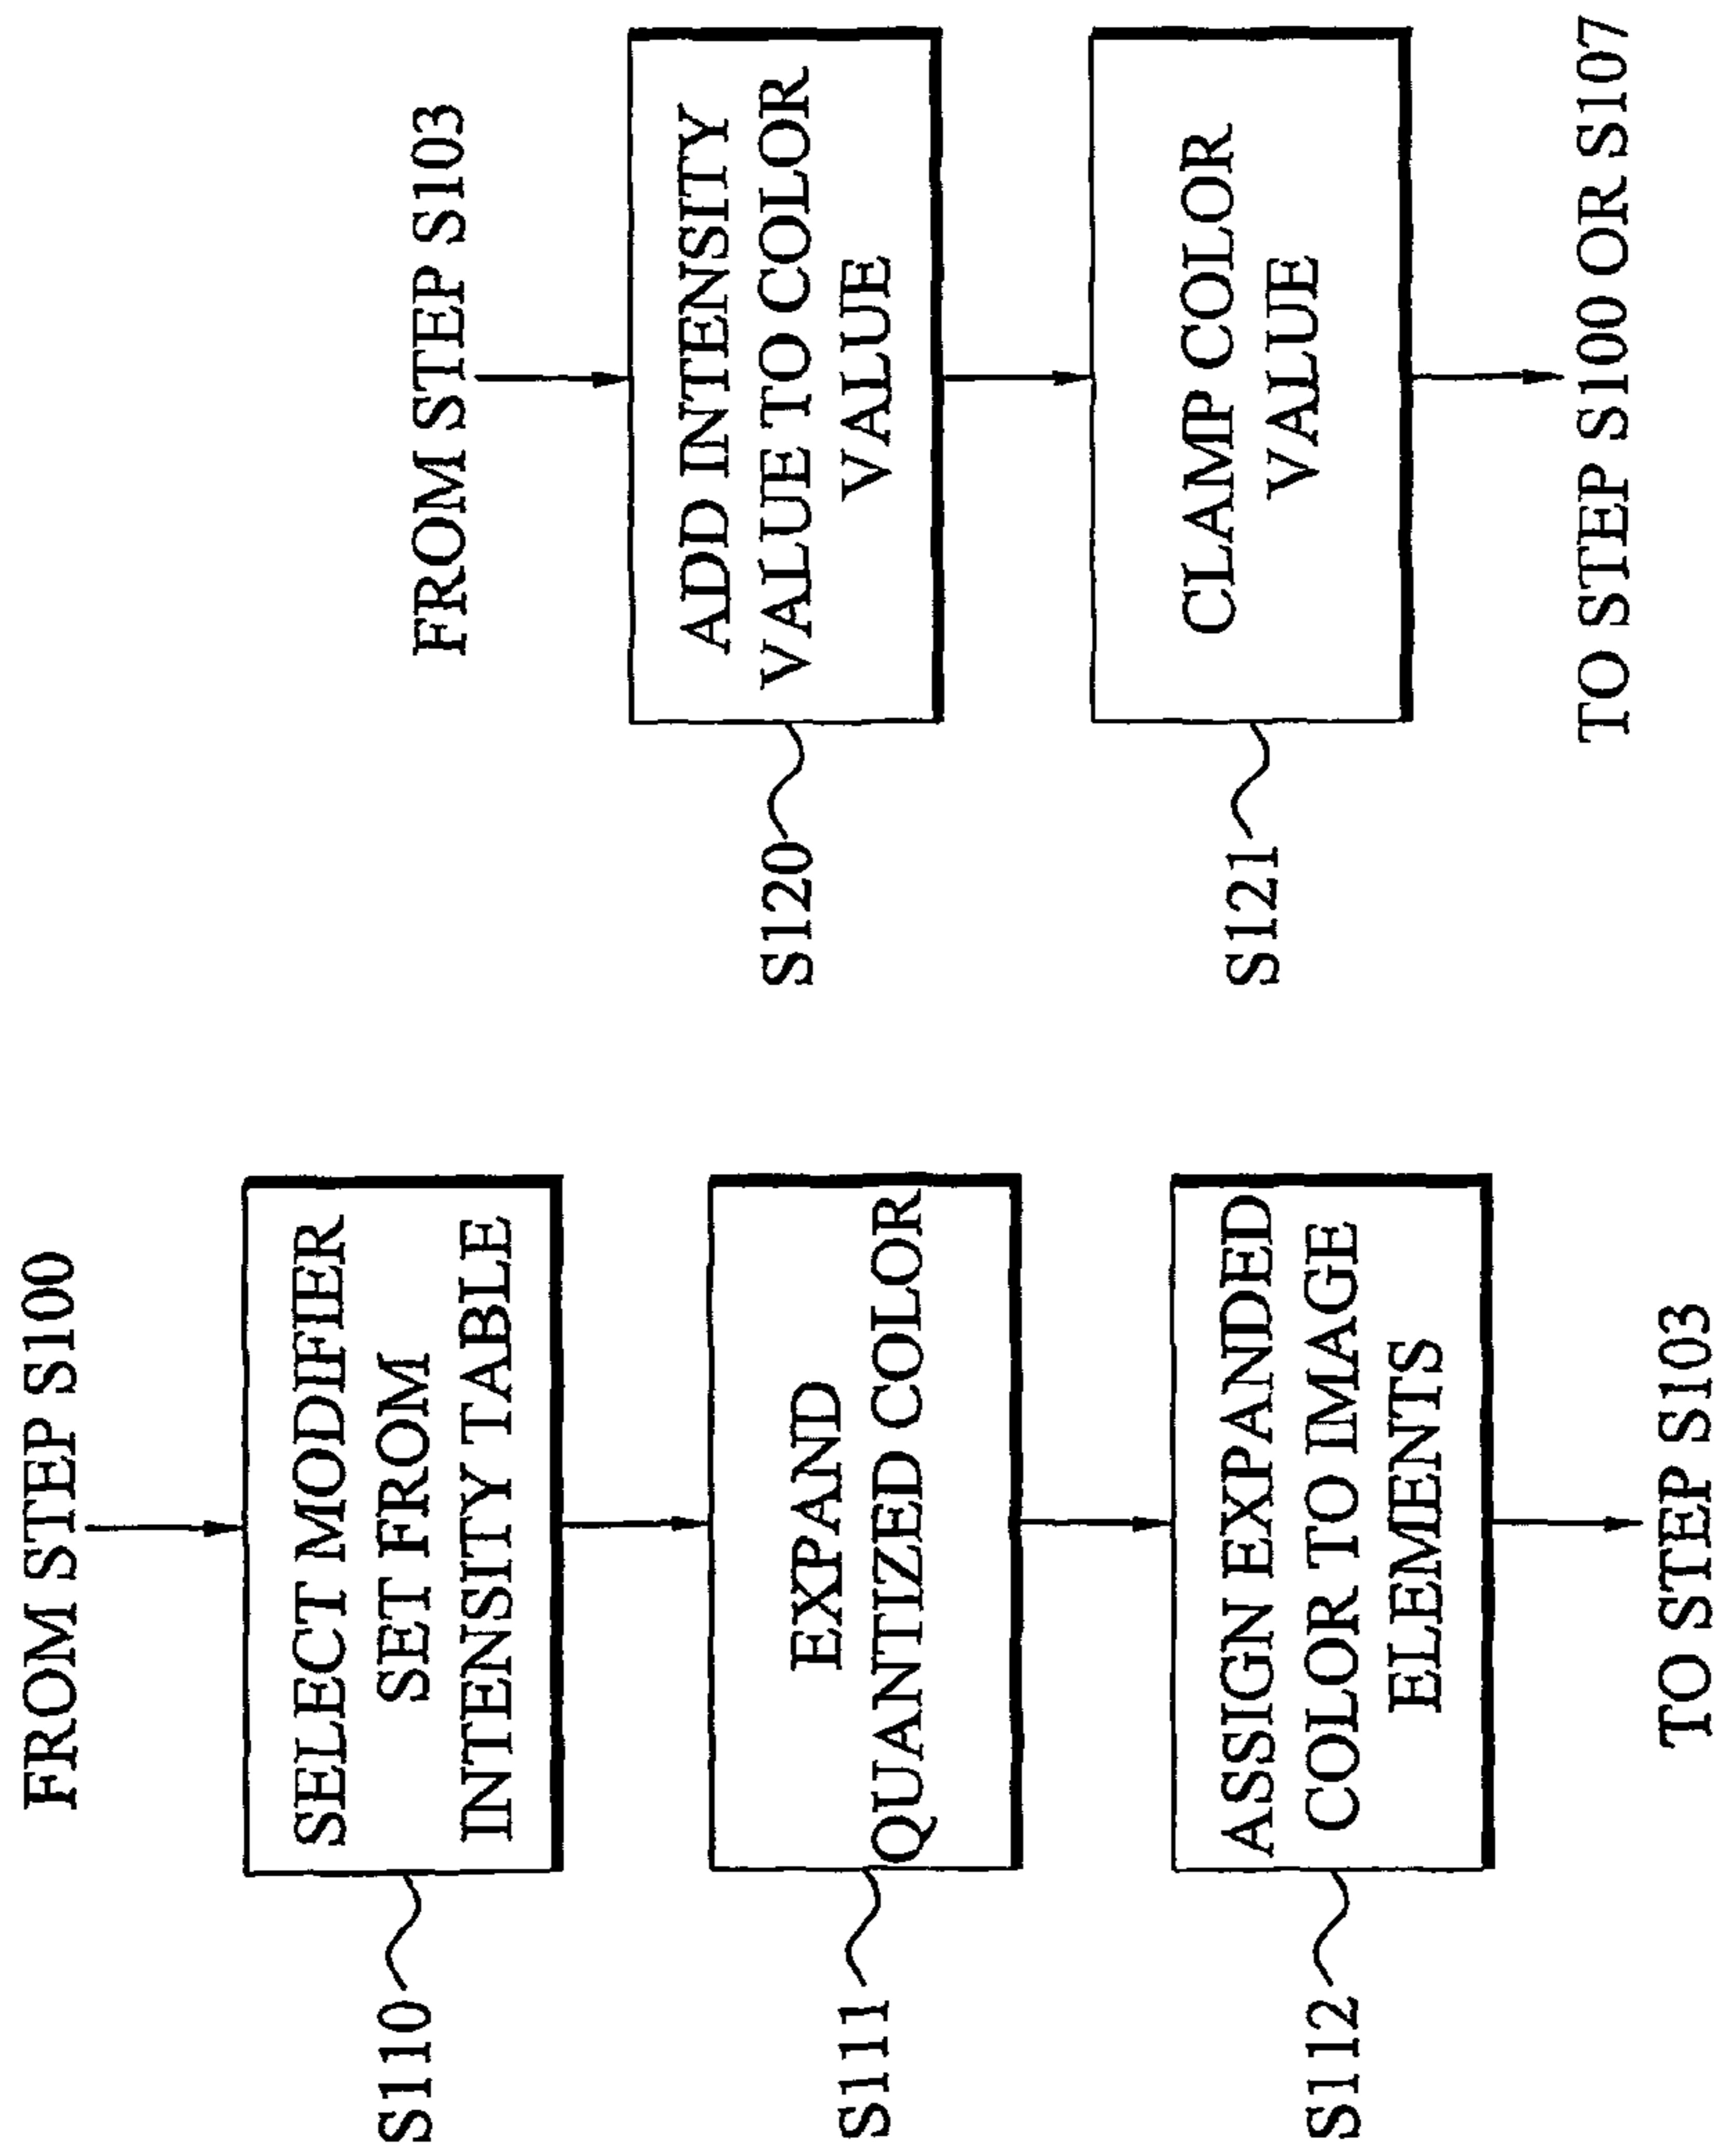 FROM STEP S100
SELECT MODIFIER
SET FROM
INTENSITY TABLE
S110
EXPAND
QUANTIZED COLOR
S111
ASSIGN EXPANDED
COLOR TO IMAGE
ELEMENTS
S112
TO STEP S103
FROM STEP S103
ADD INTENSITY
VALUE TO COLOR
VALUE
S120
CLAMP COLOR
VALUE
S121
TO STEP S100 OR S107